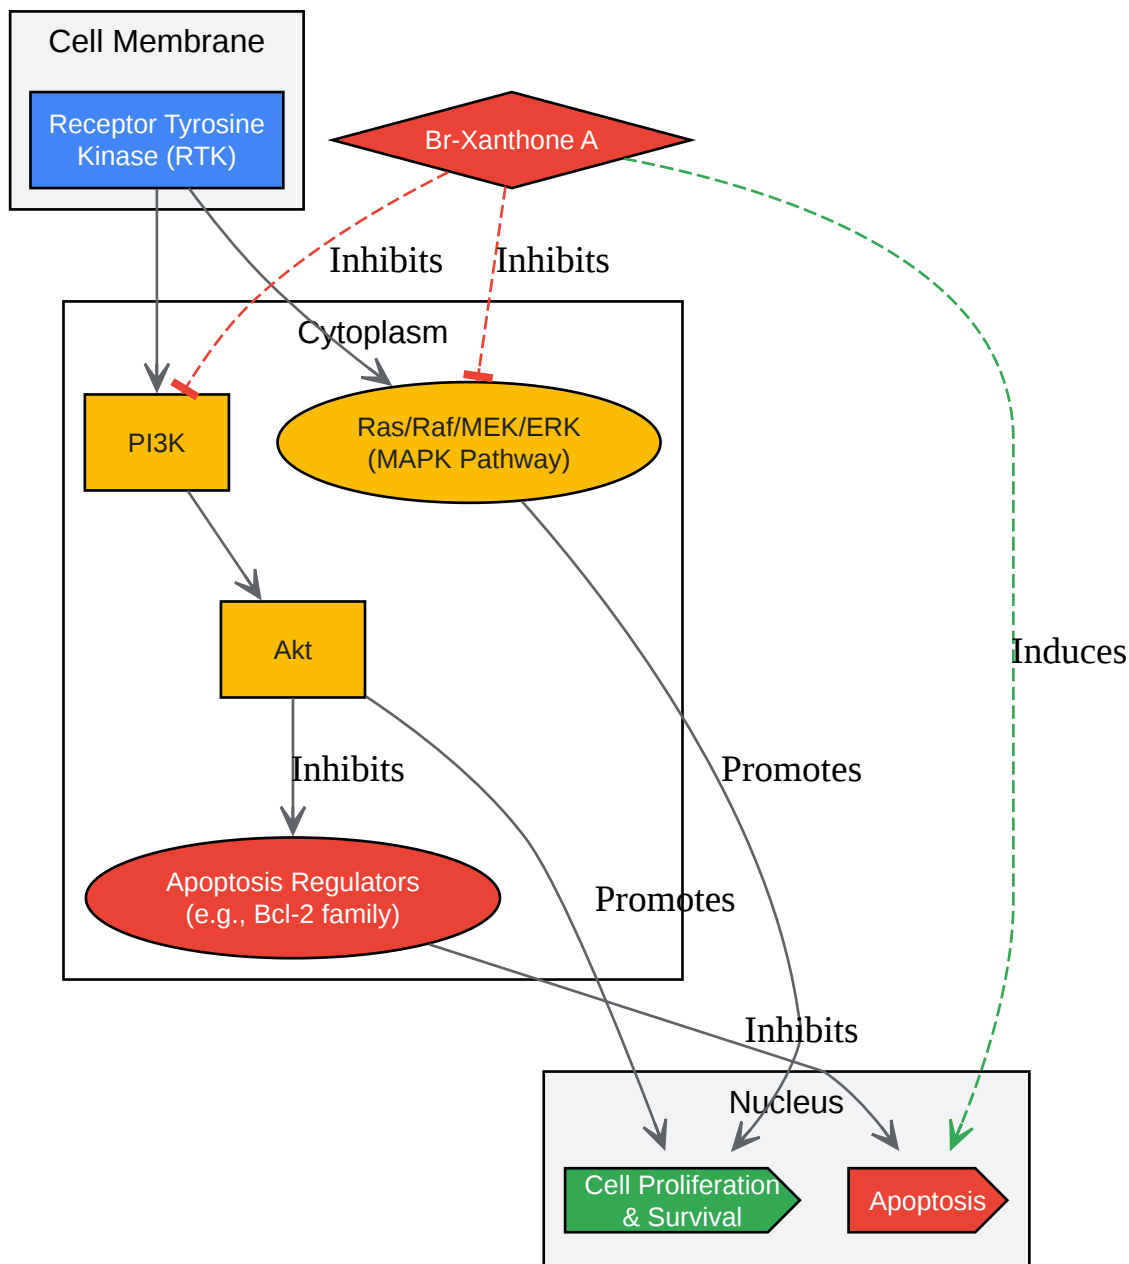 Cell Membrane
Receptor Tyrosine
Kinase (RTK)
Br-Xanthone A
Inhibits
Inhibits
Cytoplasm
PI3K
Ras/Raf/MEK/ERK
(MAPK Pathway)
Akt
Induces
Inhibits
Promotes
Apoptosis Regulators
(e.g., Bcl-2 family)
Promotes
Inhibits
Nucleus
Cell Proliferation
& Survival
Apoptosis